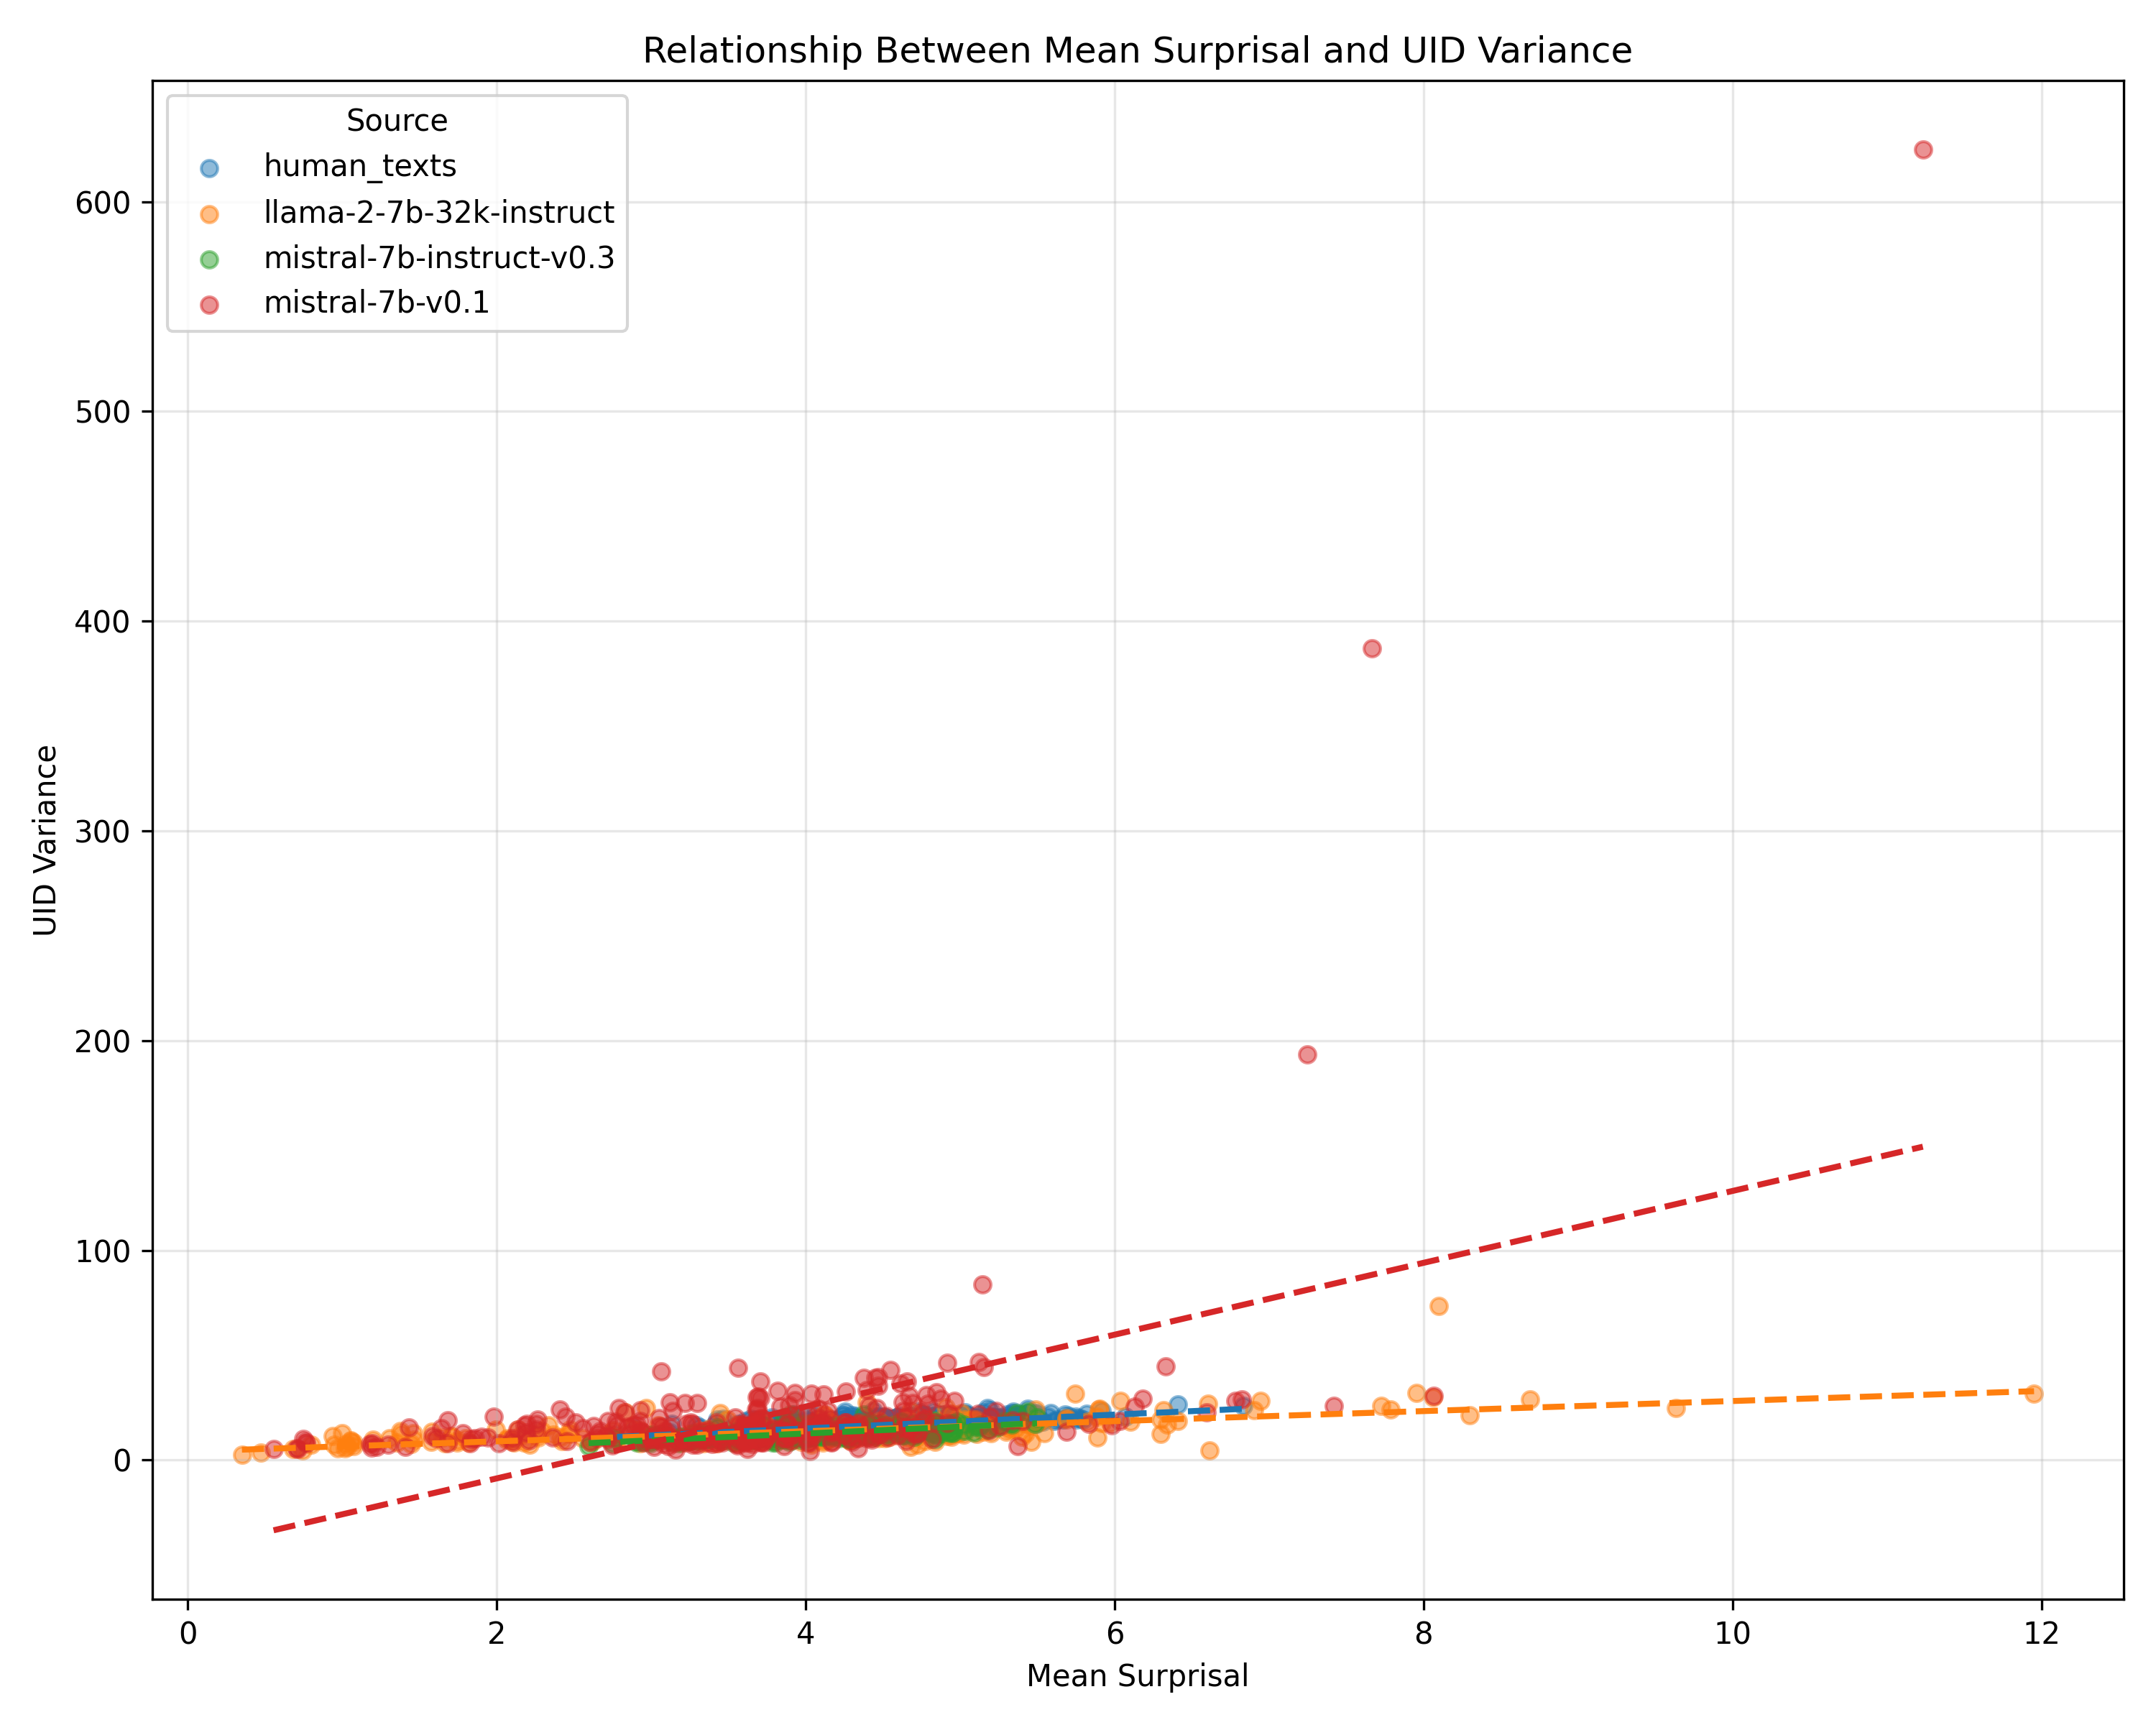 Relationship Between Mean Surprisal and UID Variance
Source
human_texts
llama-2-7b-32k-instruct
mistral-7b-instruct-v0.3
mistral-7b-v0.1
UID Variance
600
500
400
300
200
100
0
0 2 4 6 8 10 12
Mean Surprisal